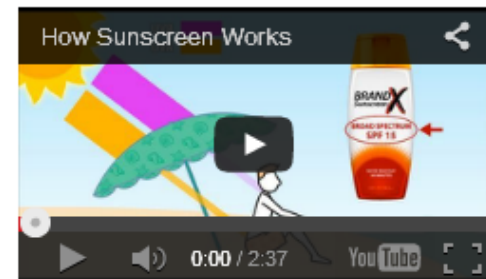 How Sunscreen Works
BRAND X
Sunscreen
BROAD SPECTRUM
SPF 15
0:00 / 2:37
YouTube